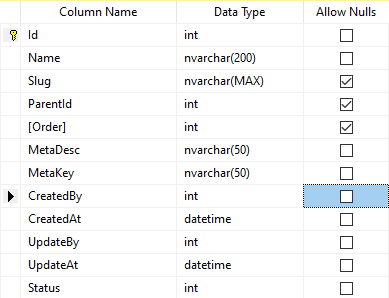 Column Name Data Type Allow Nulls
Id int
Name nvarchar(200)
Slug nvarchar(MAX)
ParentId int
[Order] int
MetaDesc nvarchar(50)
MetaKey nvarchar(50)
CreatedBy int
CreatedAt datetime
UpdateBy int
UpdateAt datetime
Status int